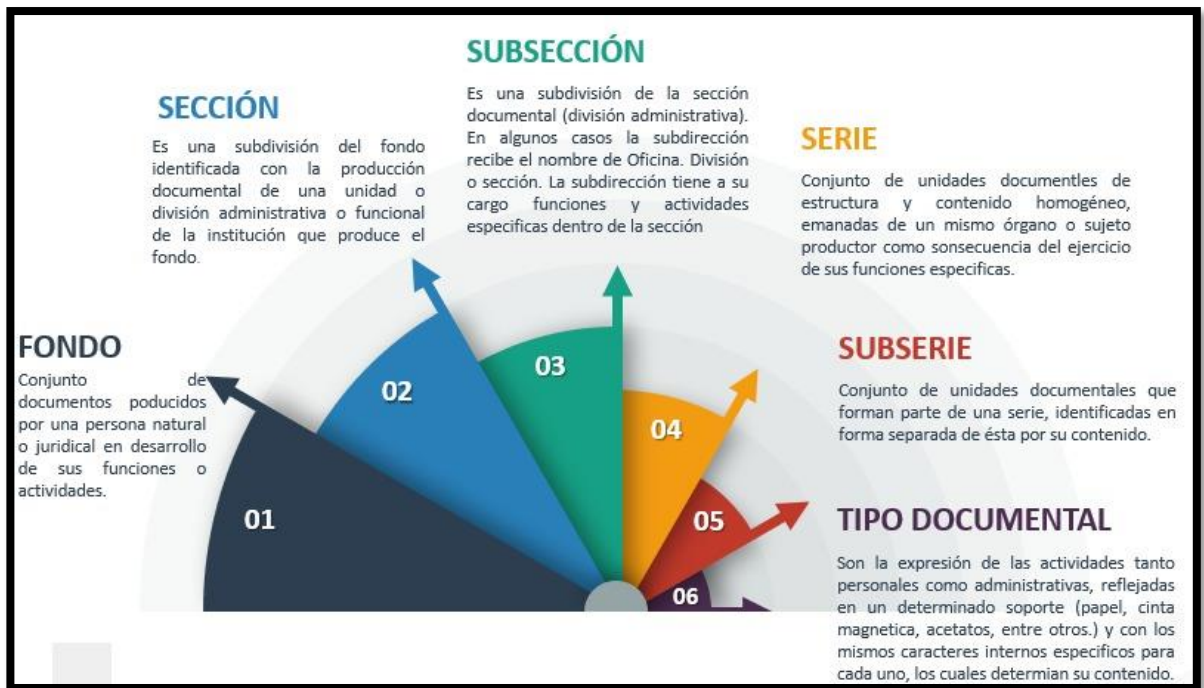 FONDO
Conjunto de
documentos poducidos
por una persona natural
o juridical en desarrollo
de sus funciones o
actividades.
01
SECCIÓN
Es una subdivisión del fondo
identificada con la producción
documental de una unidad o
división administrativa o funcional
de la institución que produce el
fondo.
02
SUBSECCIÓN
Es una subdivisión de la sección
documental (división administrativa).
En algunos casos la subdirección
recibe el nombre de Oficina. División
o sección. La subdirección tiene a su
cargo funciones y actividades
especificas dentro de la sección
03
SERIE
Conjunto de unidades documentles de
estructura y contenido homogéneo,
emanadas de un mismo órgano o sujeto
productor como sonsecuencia del ejercicio
de sus funciones especificas.
04
SUBSERIE
Conjunto de unidades documentales que
forman parte de una serie, identificadas en
forma separada de ésta por su contenido.
05
TIPO DOCUMENTAL
Son la expresión de las actividades tanto
personales como administrativas, reflejadas
en un determinado soporte (papel, cinta
magnetica, acetatos, entre otros.) y con los
mismos caracteres internos especificos para
cada uno, los cuales determian su contenido.
06